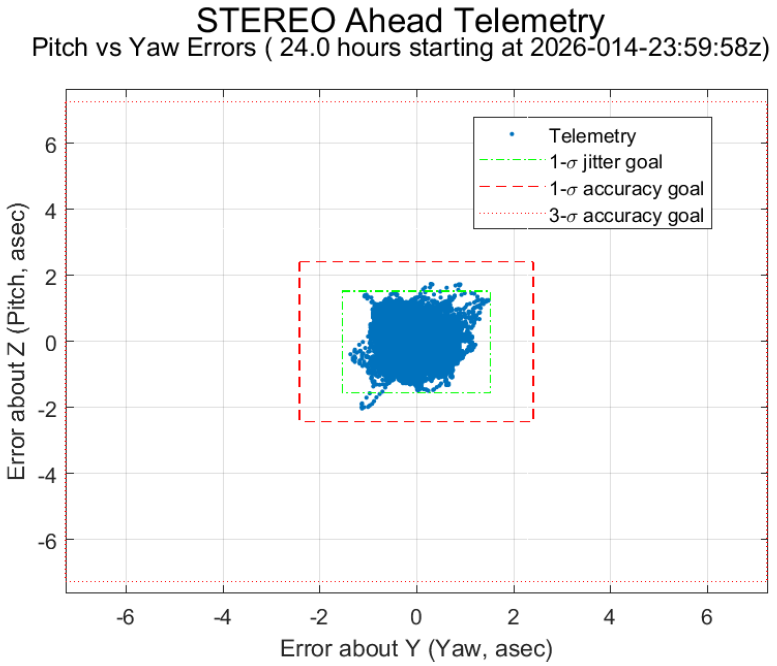 STEREO Ahead Telemetry
Pitch vs Yaw Errors ( 24.0 hours starting at 2026-014-23:59:58z)
Telemetry
1-σ jitter goal
1-σ accuracy goal
3-σ accuracy goal
6
4
2
0
-2
-4
-6
Error about Z (Pitch, asec)
-6
-4
-2
0
2
4
6
Error about Y (Yaw, asec)